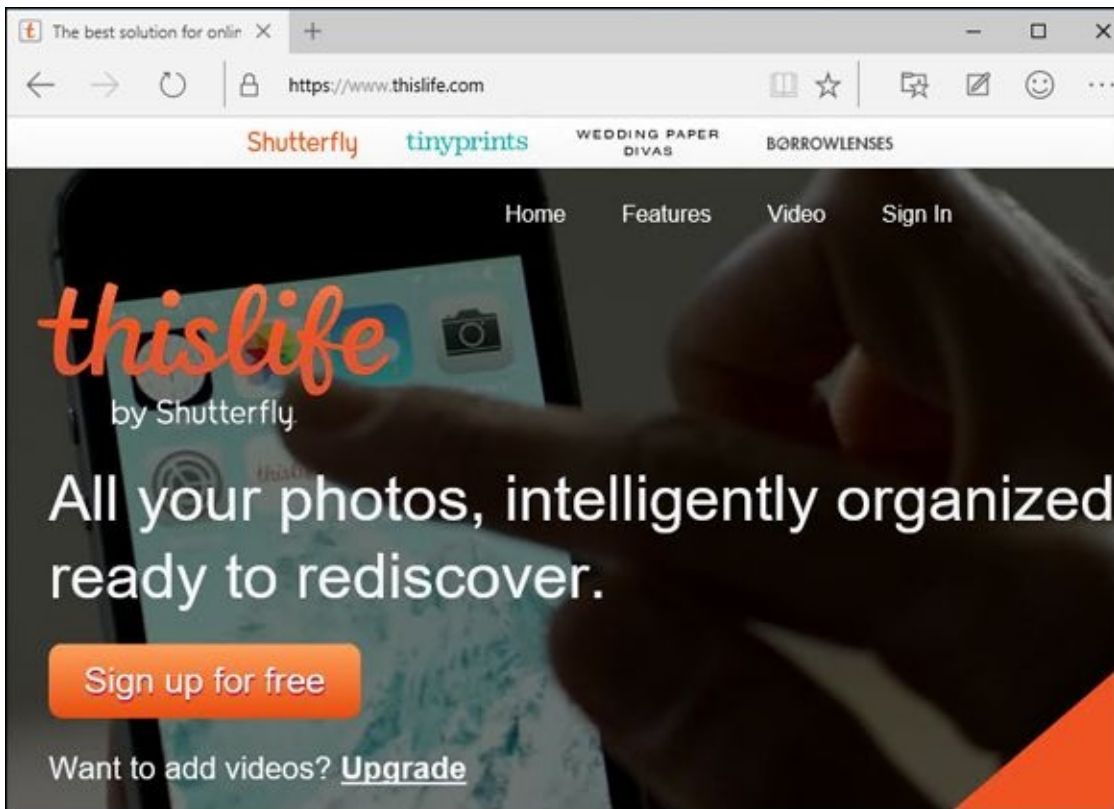 The best solution for onlin
https://www.thislife.com
Shutterfly tinyprints WEDDING PAPER DIVAS BORROWLENSES
Home Features Video Sign In
thislife
by Shutterfly.
thislife
All your photos, intelligently organized
ready to rediscover.
Sign up for free
Want to add videos? Upgrade